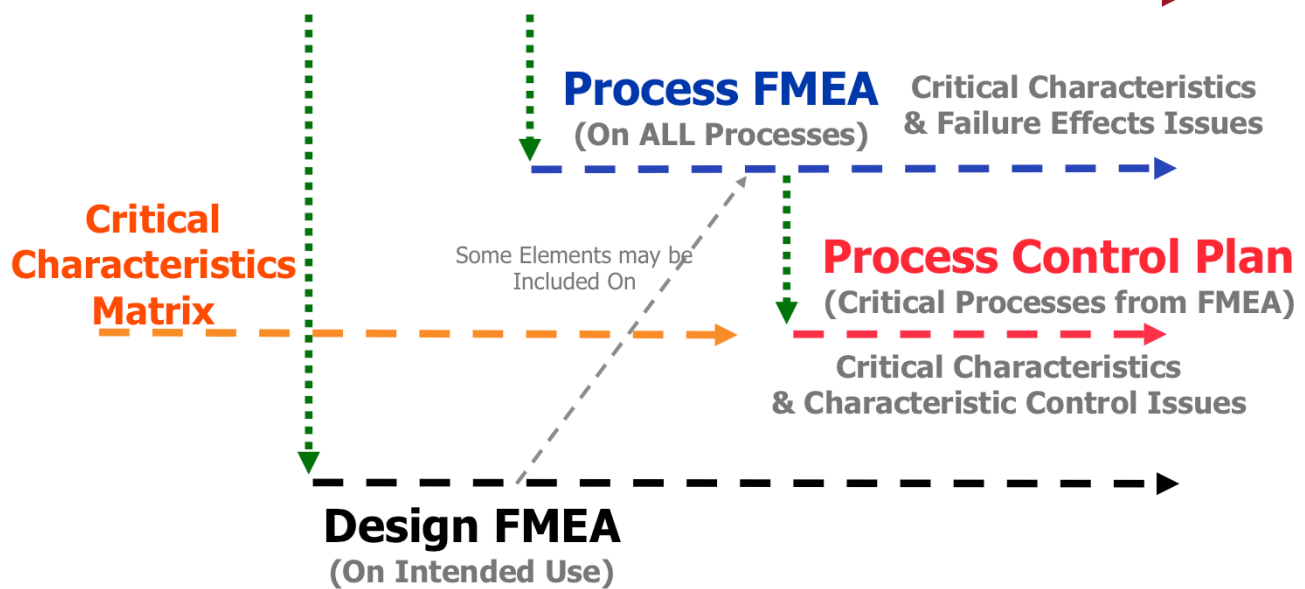 Process FMEA
(On ALL Processes)
Critical Characteristics
& Failure Effects Issues
Critical
Characteristics
Matrix
Some Elements may be
Included On
Process Control Plan
(Critical Processes from FMEA)
Critical Characteristics
& Characteristic Control Issues
Design FMEA
(On Intended Use)